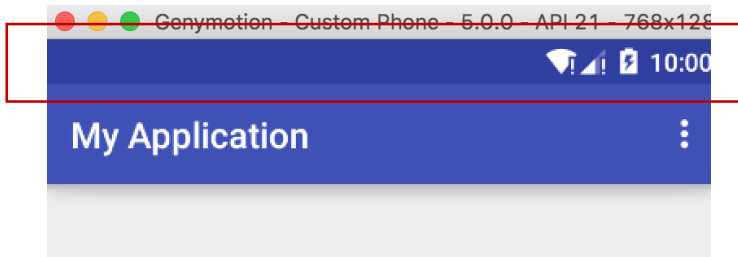 Genymotion - Custom Phone - 5.0.0 - API 21 - 768x128
10:00
My Application